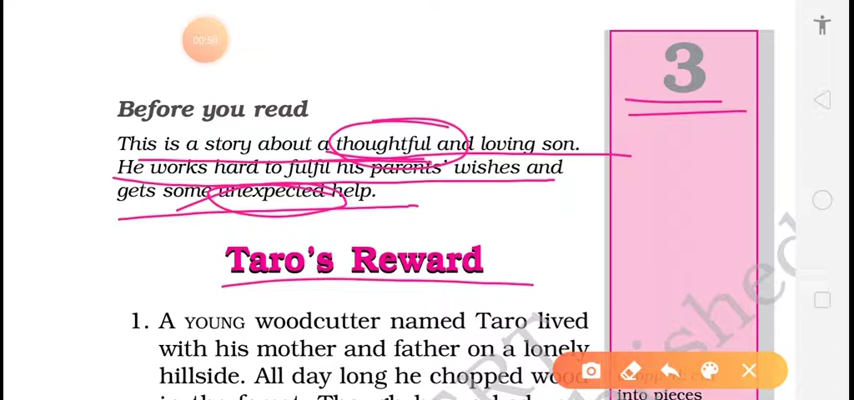 00:58
3
Before you read
This is a story about a thoughtful and loving son.
He works hard to fulfil his parents' wishes and
gets some unexpected help.
Taro's Reward
1. A YOUNG woodcutter named Taro lived
with his mother and father on a lonely
hillside. All day long he chopped wood
into pieces